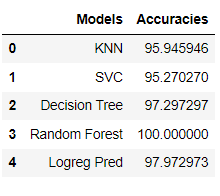 Models Accuracies
0 KNN 95.945946
1 SVC 95.270270
2 Decision Tree 97.297297
3 Random Forest 100.000000
4 Logreg Pred 97.972973